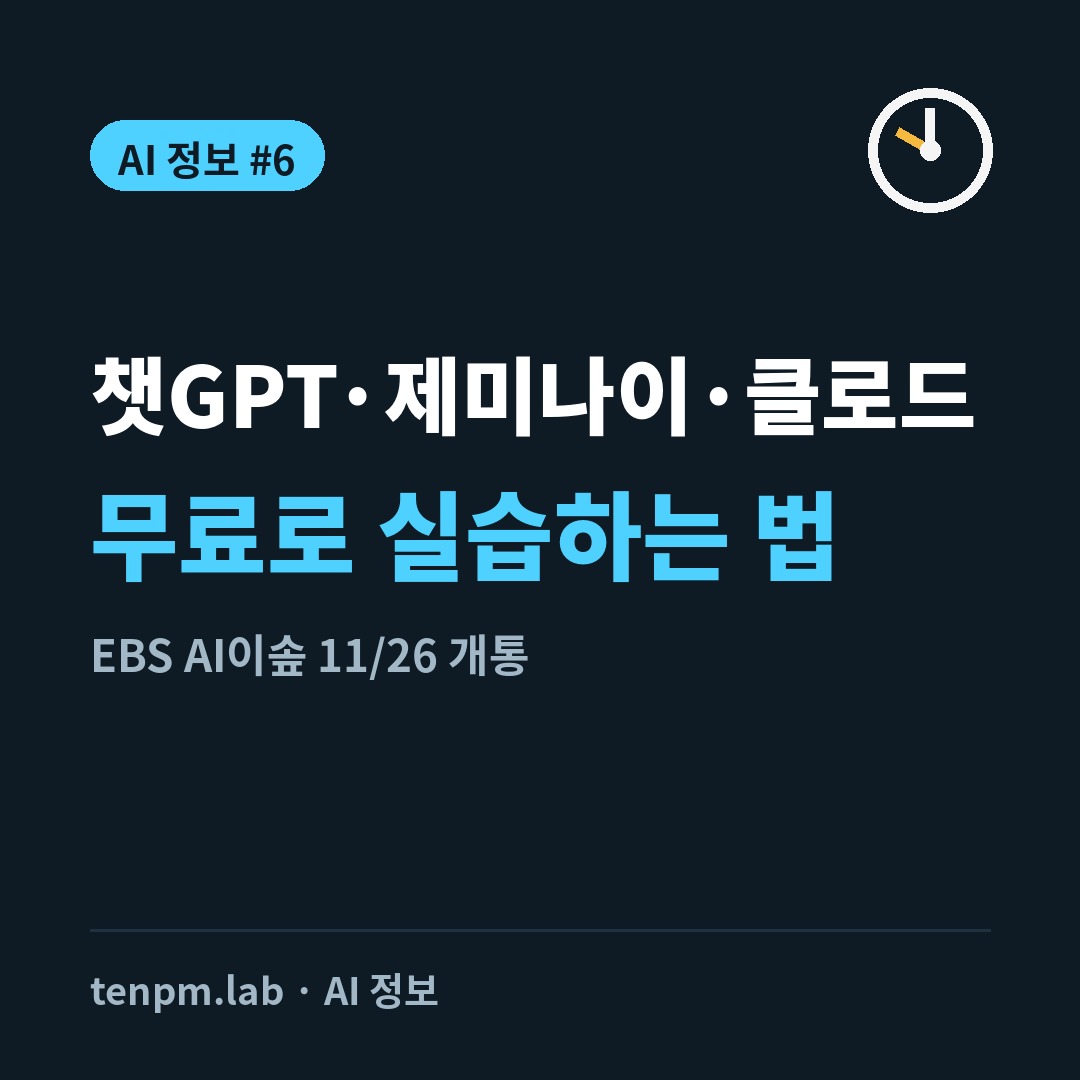 AI 정보 #6
챗GPT·제미나이·클로드
무료로 실습하는 법
EBS AI이솦 11/26 개통
tenpm.lab · AI 정보